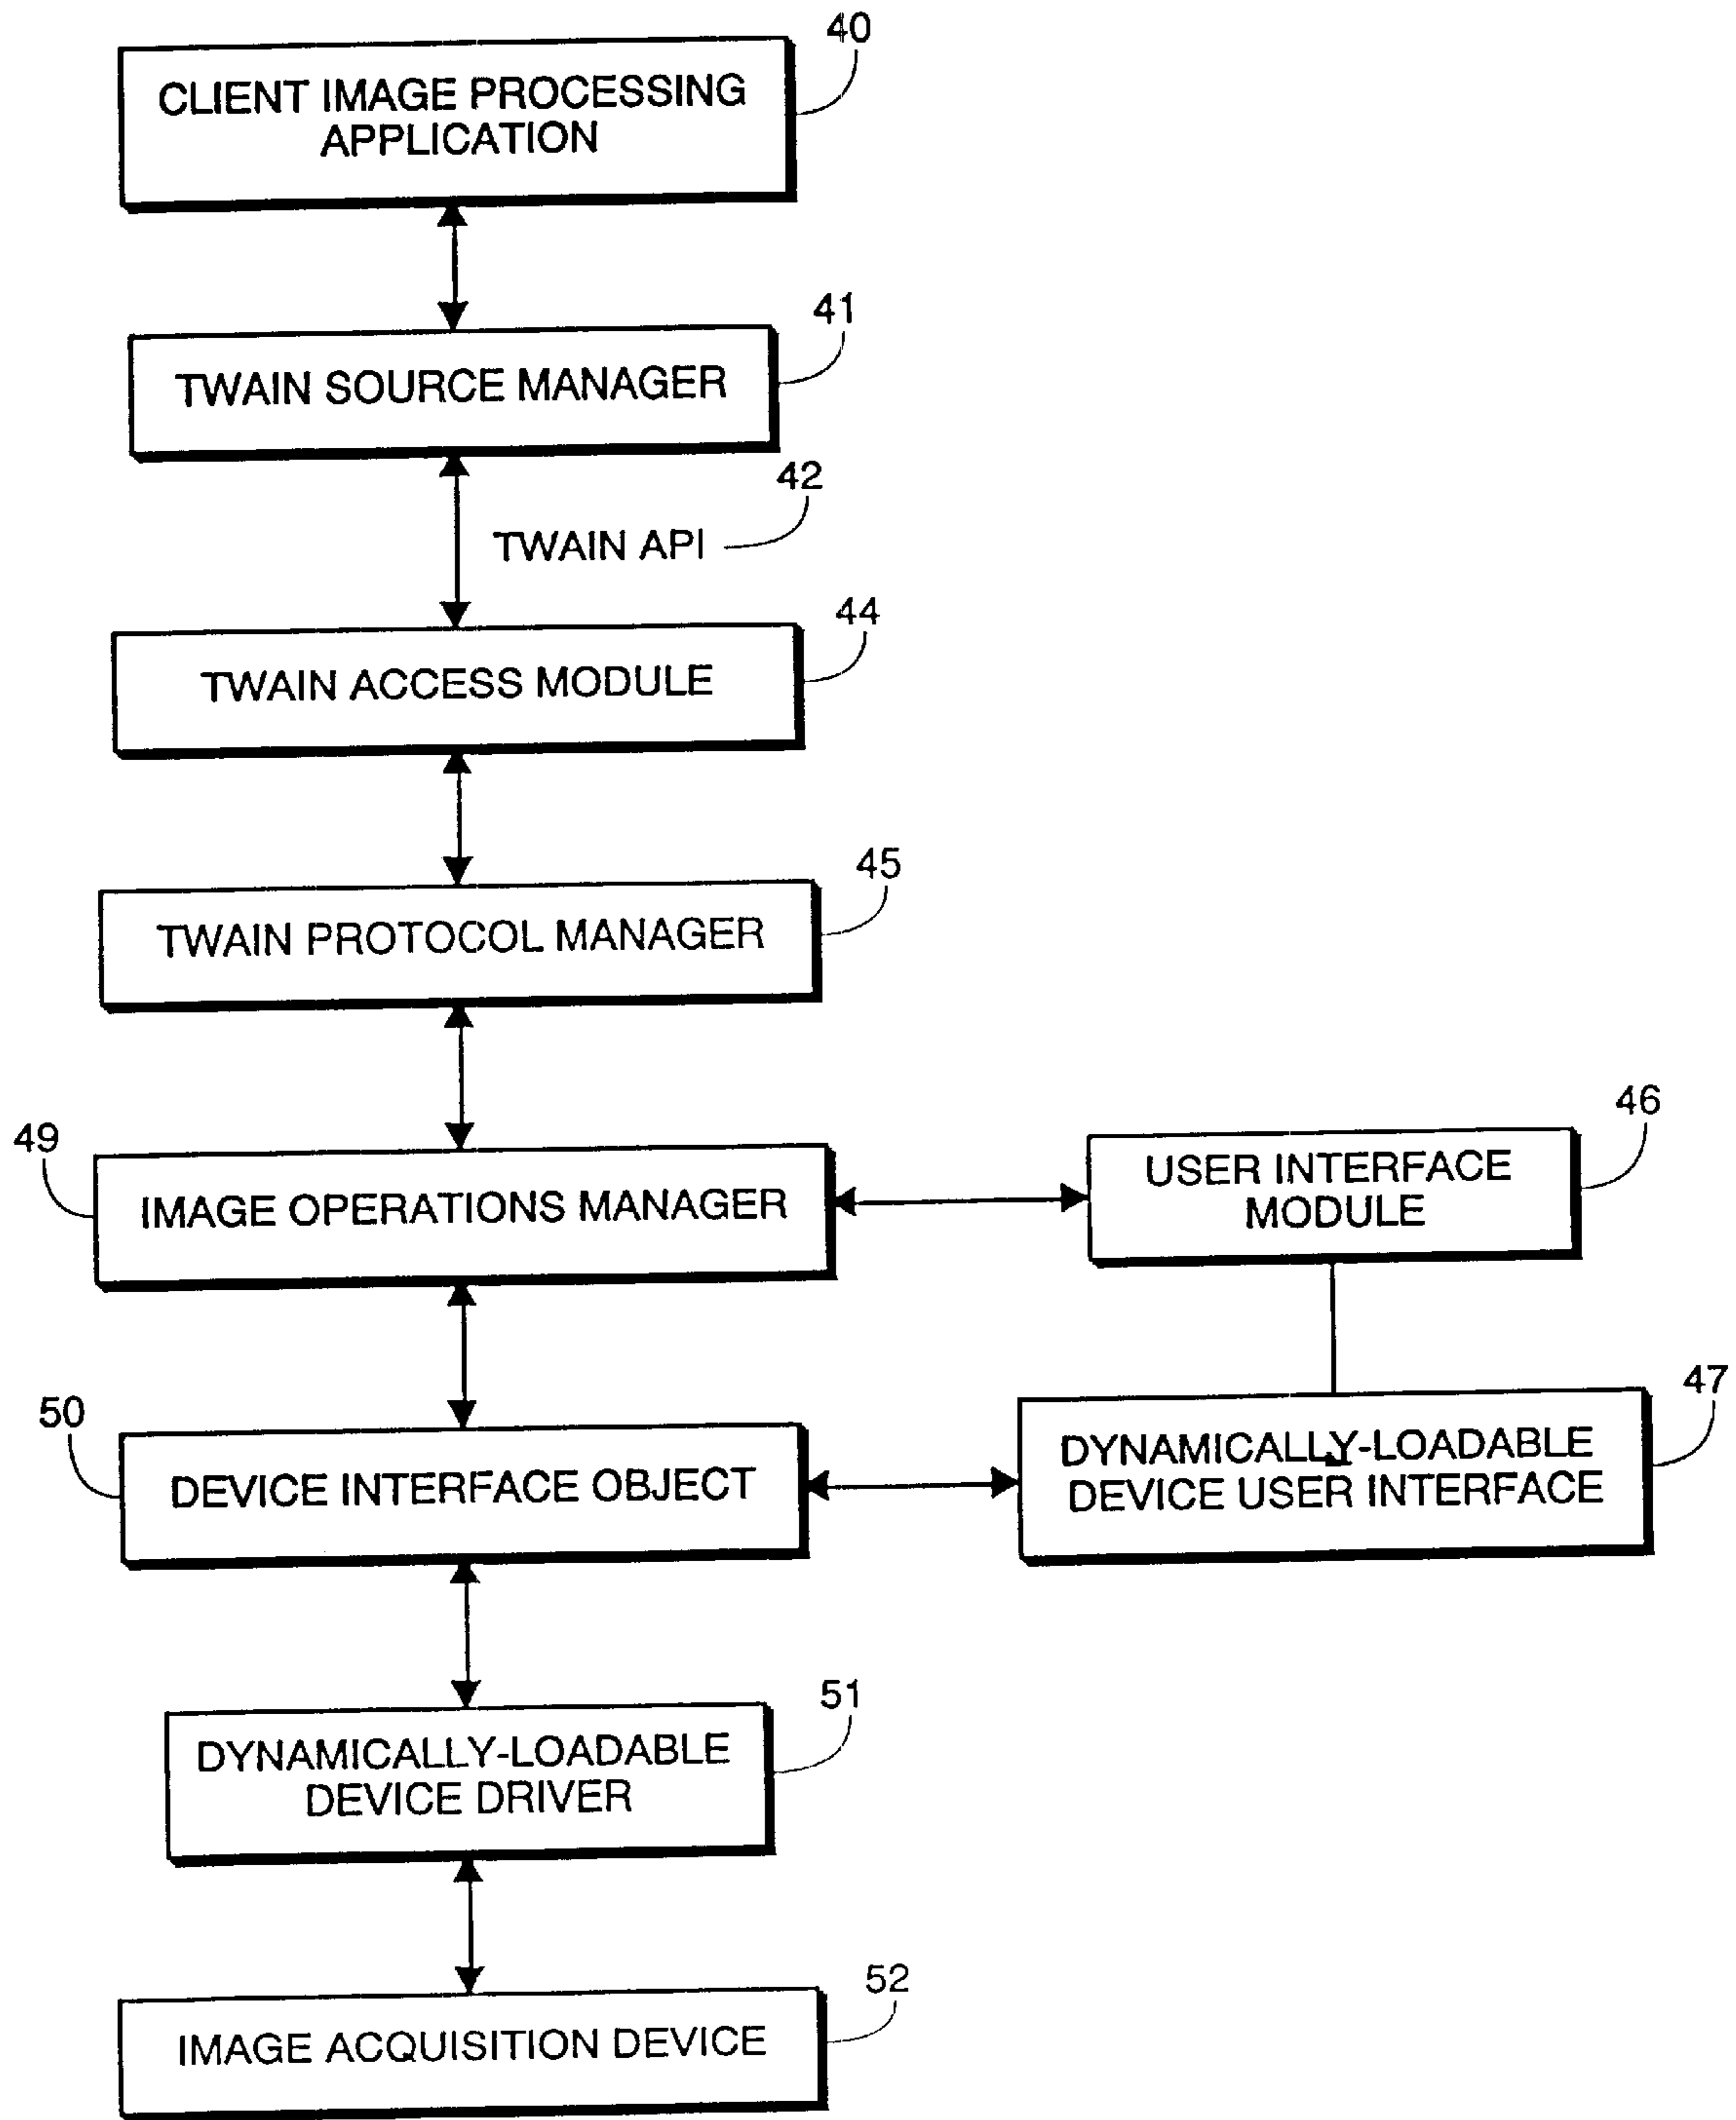 40
CLIENT IMAGE PROCESSING
APPLICATION
41
TWAIN SOURCE MANAGER
42
TWAIN API
44
TWAIN ACCESS MODULE
45
TWAIN PROTOCOL MANAGER
49
IMAGE OPERATIONS MANAGER
46
USER INTERFACE
MODULE
50
DEVICE INTERFACE OBJECT
47
DYNAMICALLY-LOADABLE
DEVICE USER INTERFACE
51
DYNAMICALLY-LOADABLE
DEVICE DRIVER
52
IMAGE ACQUISITION DEVICE